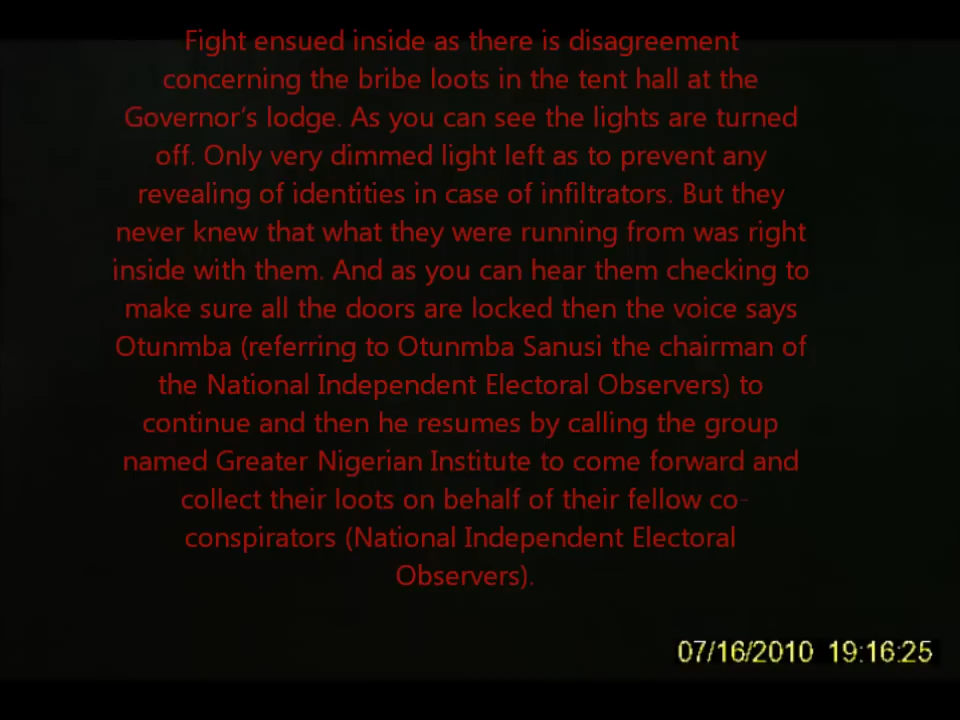 Fight ensued inside as there is disagreement
concerning the bribe loots in the tent hall at the
Governor's lodge. As you can see the lights are turned
off. Only very dimmed light left as to prevent any
revealing of identities in case of infiltrators. But they
never knew that what they were running from was right
inside with them. And as you can hear them checking to
make sure all the doors are locked then the voice says
Otunmba (referring to Otunmba Sanusi the chairman of
the National Independent Electoral Observers) to
continue and then he resumes by calling the group
named Greater Nigerian Institute to come forward and
collect their loots on behalf of their fellow co-
conspirators (National Independent Electoral
Observers).
07/16/2010 19:16:25